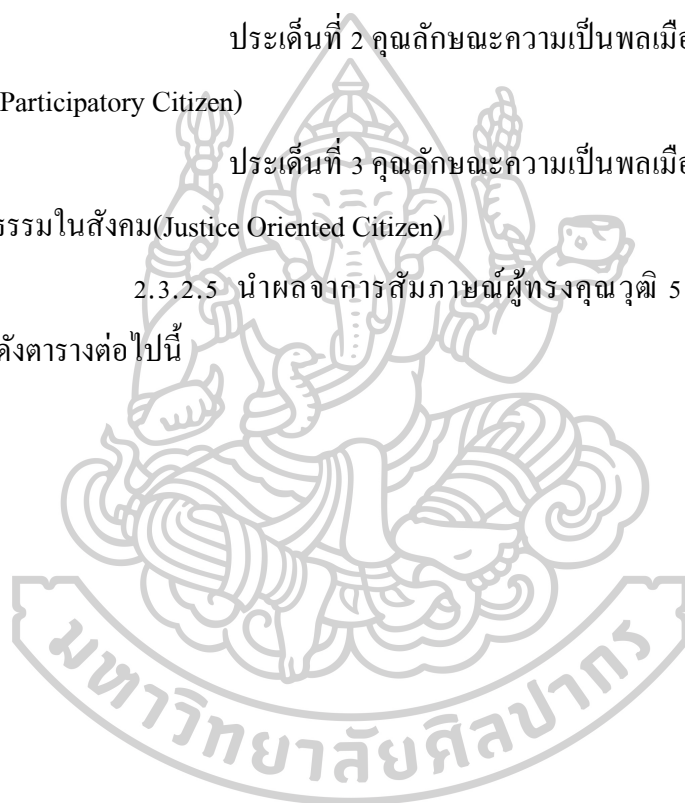 ประเด็นที่ 2 คุณลักษณะความเป็นพลเมือ
Participatory Citizen)
ประเด็นที่ 3 คุณลักษณะความเป็นพลเมือ
ธรรมในสังคม(Justice Oriented Citizen)
2.3.2.5 นำผลจาการสัมภาษณ์ผู้ทรงคุณวุฒิ 5
ดังตารางต่อไปนี้
มหาวิทยาลัยศิลปากร